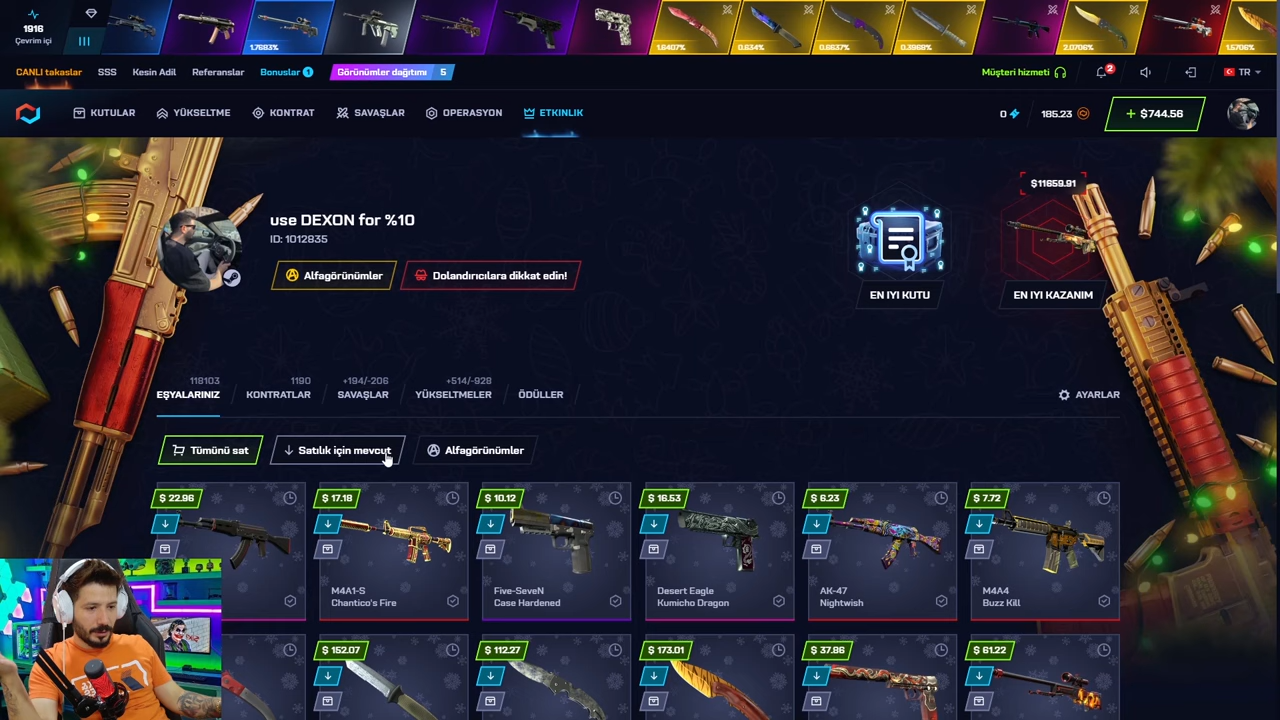 1916
Çevrim içi
1.7683%
1.6407%
0.634%
0.6637%
0.3968%
2.0706%
1.5706%
CANLI takaslar
SSS
Kesin Adil
Referanslar
Bonuslar 1
Görünümler dağıtımı 5
Müşteri hizmeti
2
TR
KUTULAR
YÜKSELTME
KONTRAT
SAVAŞLAR
OPERASYON
ETKINLIK
0
185.23
+ $744.56
use DEXON for %10
ID: 1012835
Alfagörünümler
Dolandırıcılara dikkat edin!
EN IYI KUTU
$11659.91
EN IYI KAZANIM
118103
EŞYALARINIZ
1190
KONTRATLAR
+194/-206
SAVAŞLAR
+514/-928
YÜKSELTMELER
ÖDÜLLER
AYARLAR
Tümünü sat
Satılık için mevcut
Alfagörünümler
$ 22.96
$ 17.18
$ 10.12
$ 16.53
$ 6.23
$ 7.72
M4A1-S
Chantico's Fire
Five-SeveN
Case Hardened
Desert Eagle
Kumicho Dragon
AK-47
Nightwish
M4A4
Buzz Kill
$ 152.07
$ 112.27
$ 173.01
$ 37.86
$ 61.22